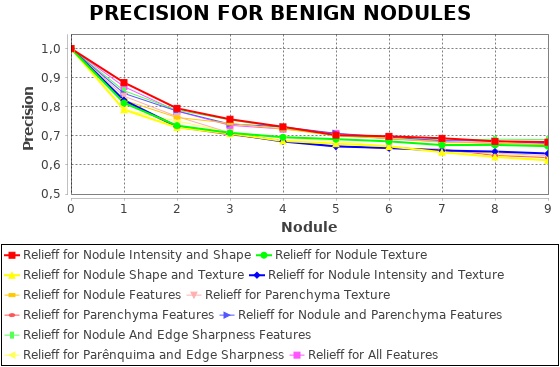 PRECISION FOR BENIGN NODULES
1,0
0,9
0,8
0,7
0,6
0,5
Precision
0 1 2 3 4 5 6 7 8 9
Nodule
Relieff for Nodule Intensity and Shape Relieff for Nodule Texture
Relieff for Nodule Shape and Texture Relieff for Nodule Intensity and Texture
Relieff for Nodule Features Relieff for Parenchyma Texture
Relieff for Parenchyma Features Relieff for Nodule and Parenchyma Features
Relieff for Nodule And Edge Sharpness Features
Relieff for Parênquima and Edge Sharpness Relieff for All Features